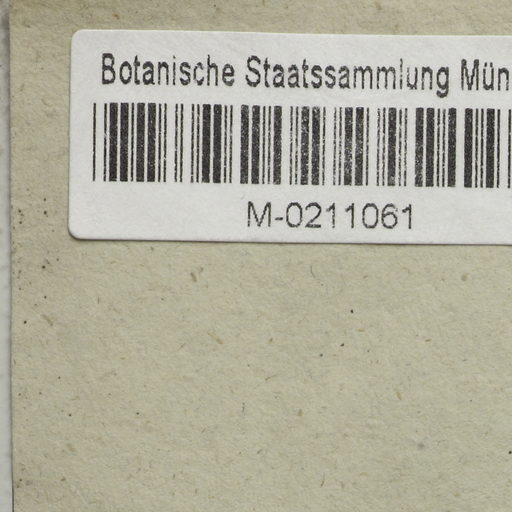 Botanische Staatssammlung Mün
M-0211061